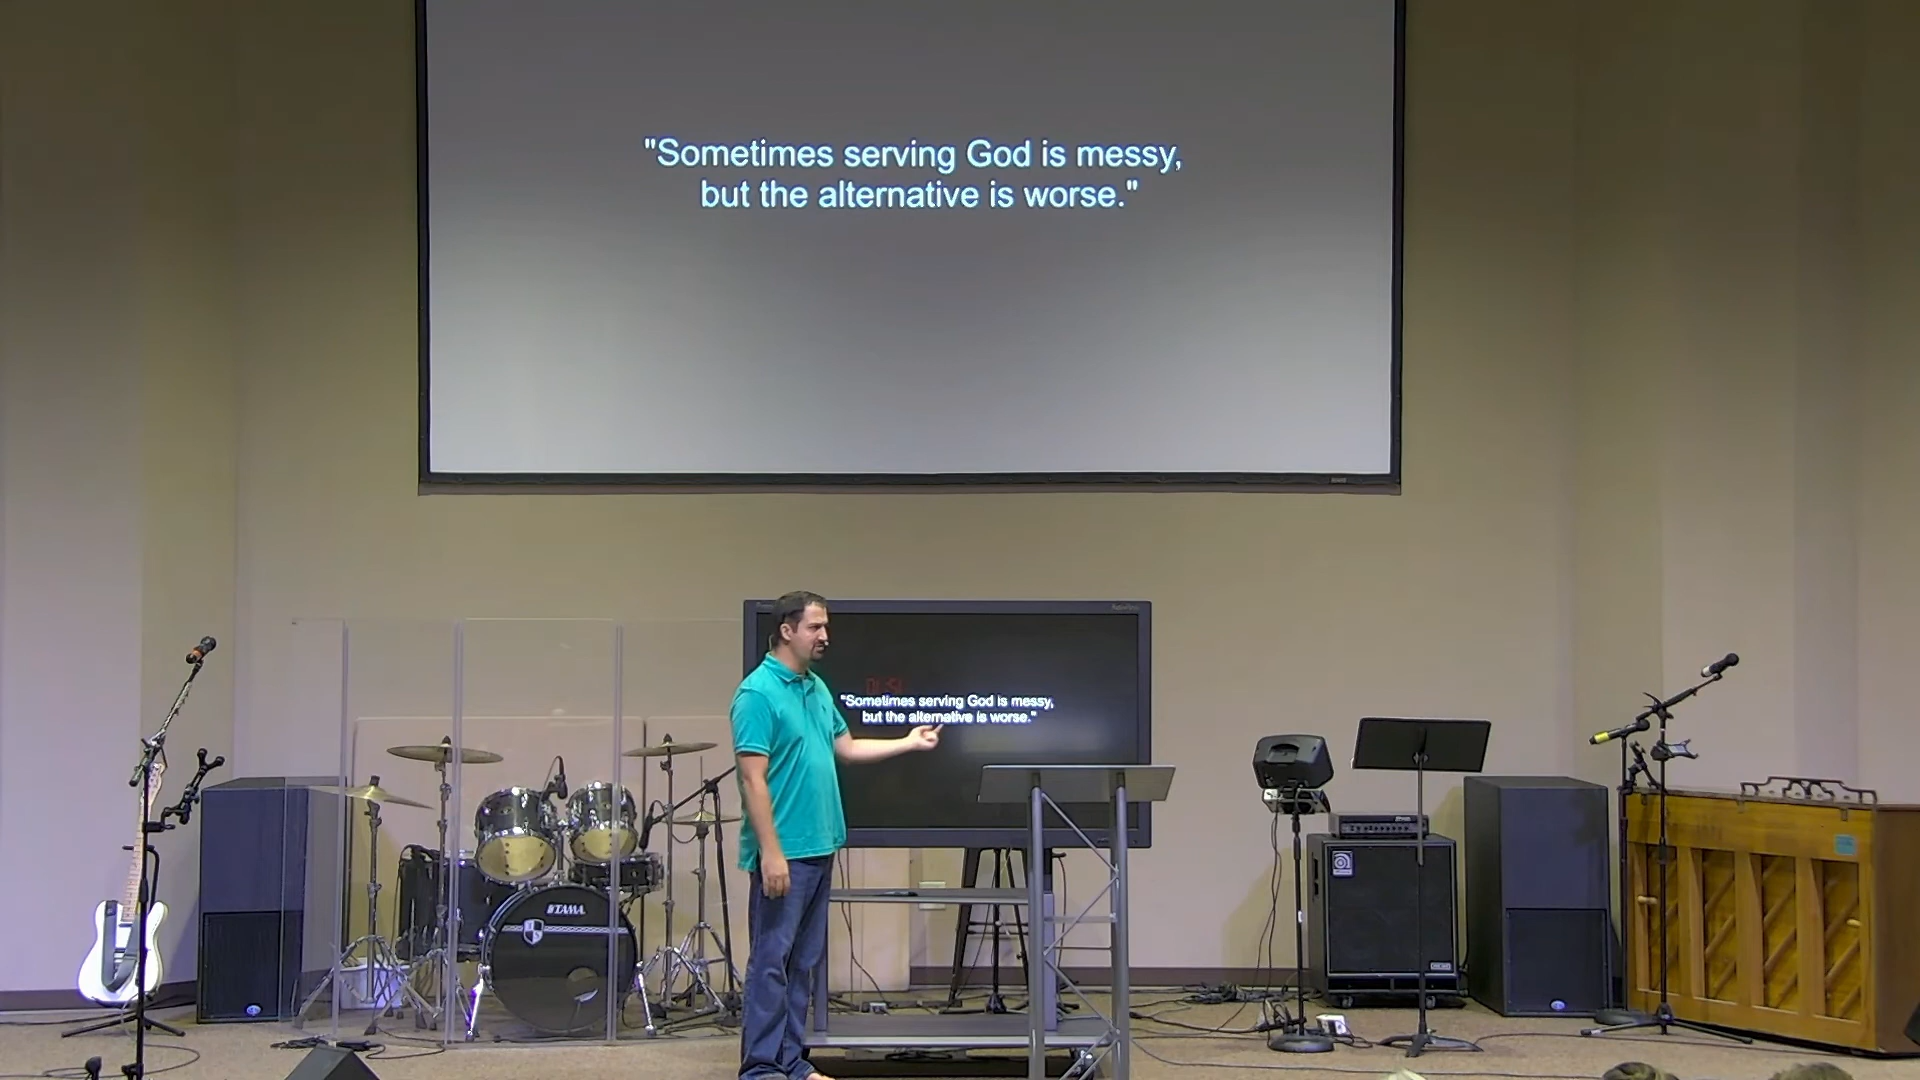 "Sometimes serving God is messy,
but the alternative is worse."
"Sometimes serving God is messy,
but the alternative is worse."
TAMA